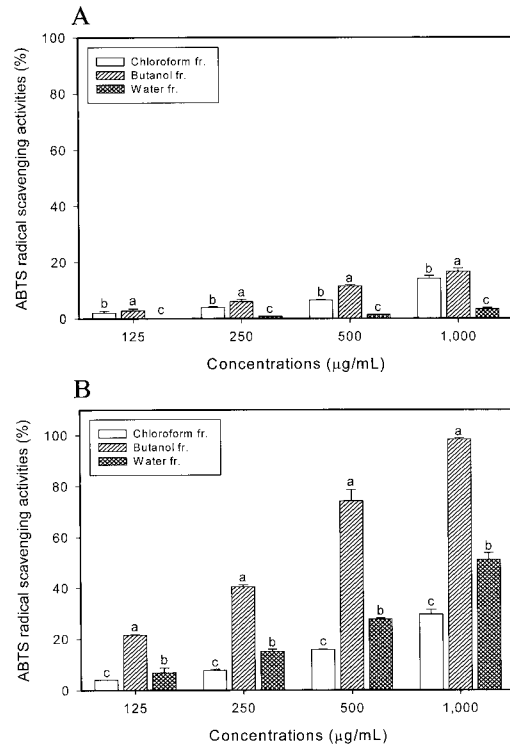 A
ABTS radical scavenging activities (%)
100
80
60
40
20
0
Chloroform fr.
Butanol fr.
Water fr.
b a c
b a c
b a c
b a c
125 250 500 1,000
Concentrations (μg/mL)
B
ABTS radical scavenging activities (%)
100
80
60
40
20
0
Chloroform fr.
Butanol fr.
Water fr.
c a b
c a b
c a b
c a b
125 250 500 1,000
Concentrations (μg/mL)